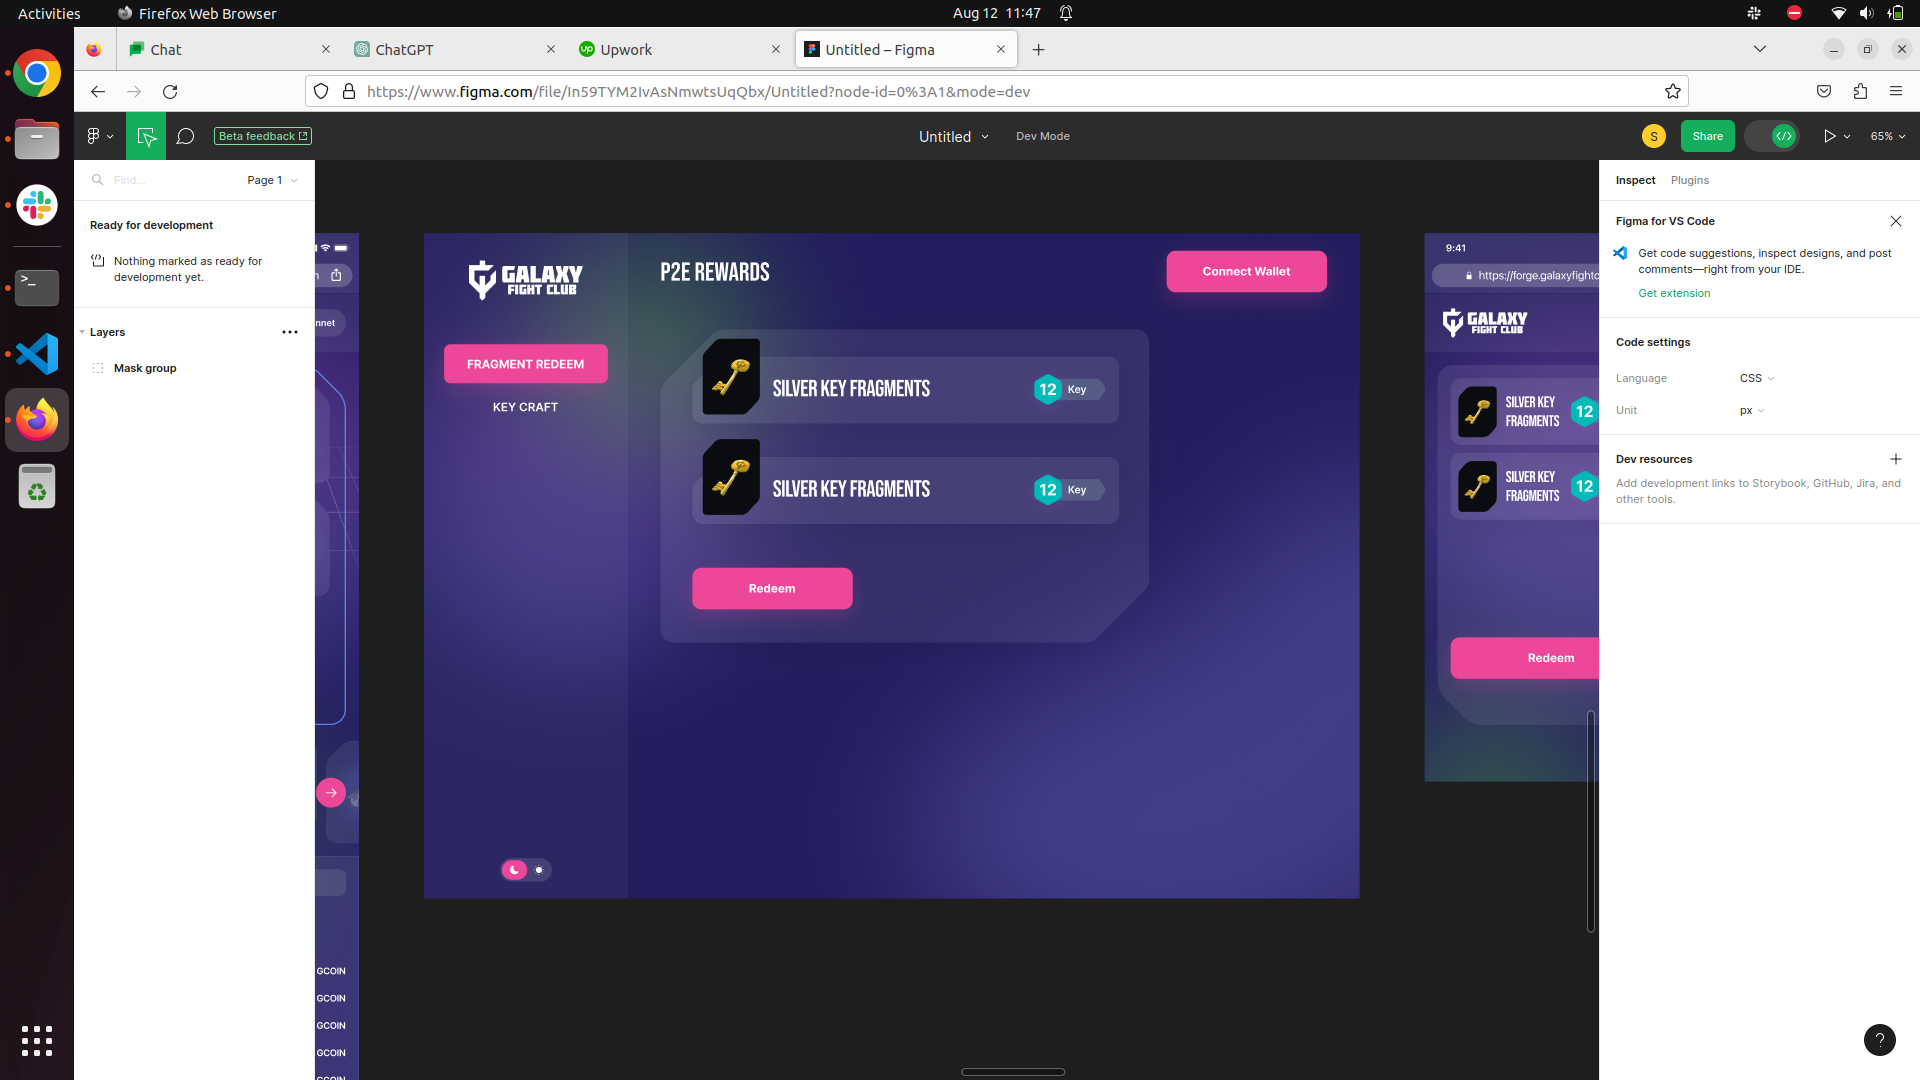 Activities
Firefox Web Browser
Aug 12 11:47
Chat
ChatGPT
Upwork
Untitled – Figma
https://www.figma.com/file/In59TYM2IvAsNmwtsUqQbx/Untitled?node-id=0%3A1&mode=dev
Beta feedback
Untitled
Dev Mode
S
Share
65%
Find...
Page 1
Ready for development
Nothing marked as ready for
development yet.
Layers
Mask group
nnet
GCOIN
GCOIN
GCOIN
GCOIN
GCOIN
GALAXY
FIGHT CLUB
FRAGMENT REDEEM
KEY CRAFT
P2E REWARDS
Connect Wallet
SILVER KEY FRAGMENTS
12 Key
SILVER KEY FRAGMENTS
12 Key
Redeem
9:41
https://forge.galaxyfightc
GALAXY
FIGHT CLUB
SILVER KEY
FRAGMENTS
12
SILVER KEY
FRAGMENTS
12
Redeem
Inspect
Plugins
Figma for VS Code
Get code suggestions, inspect designs, and post
comments—right from your IDE.
Get extension
Code settings
Language
CSS
Unit
px
Dev resources
Add development links to Storybook, GitHub, Jira, and
other tools.
?